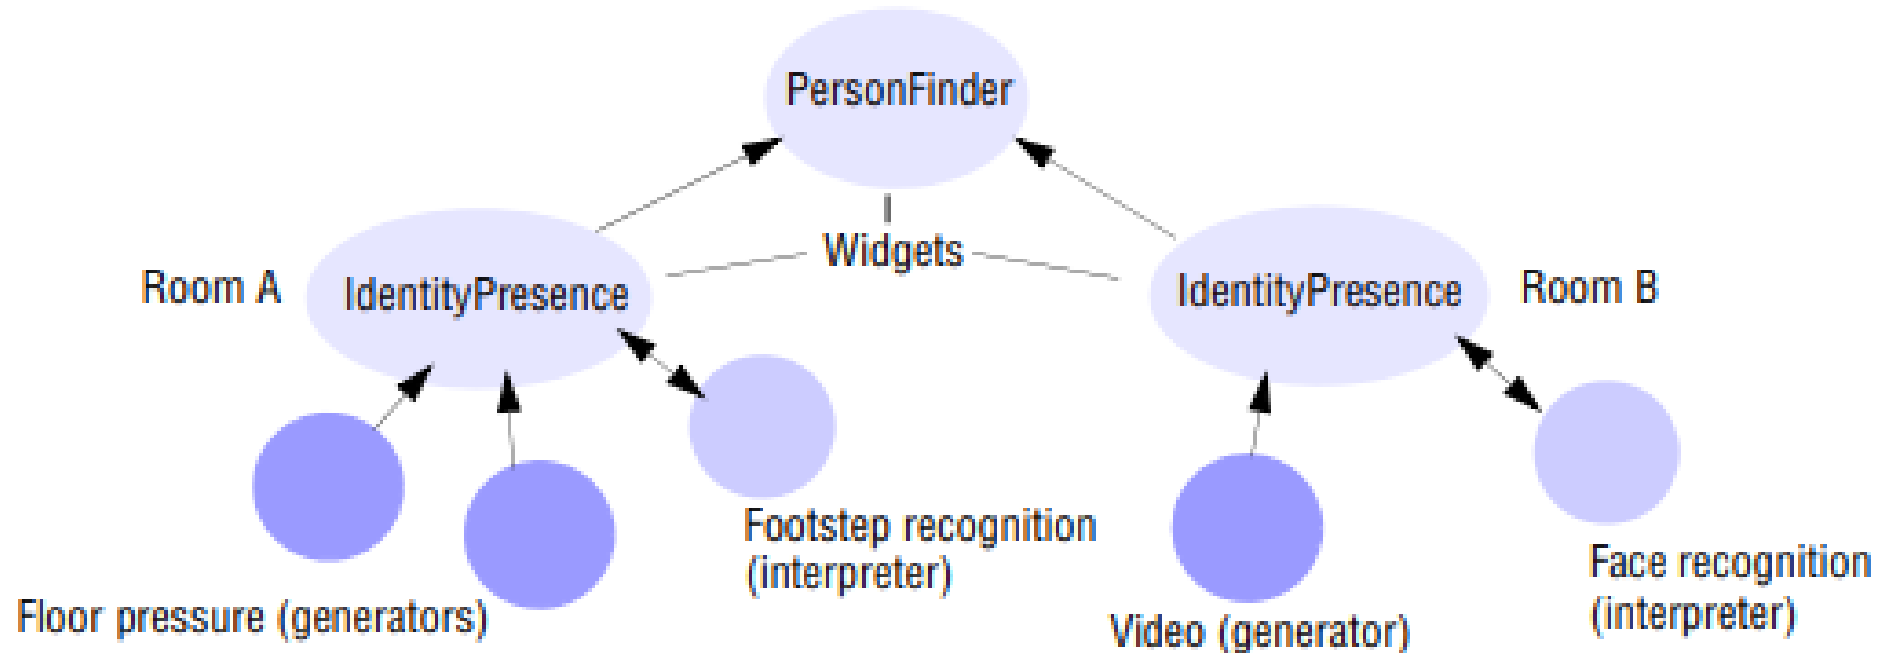 PersonFinder
Widgets
Room A
IdentityPresence
IdentityPresence
Room B
Footstep recognition
(interpreter)
Floor pressure (generators)
Video (generator)
Face recognition
(interpreter)